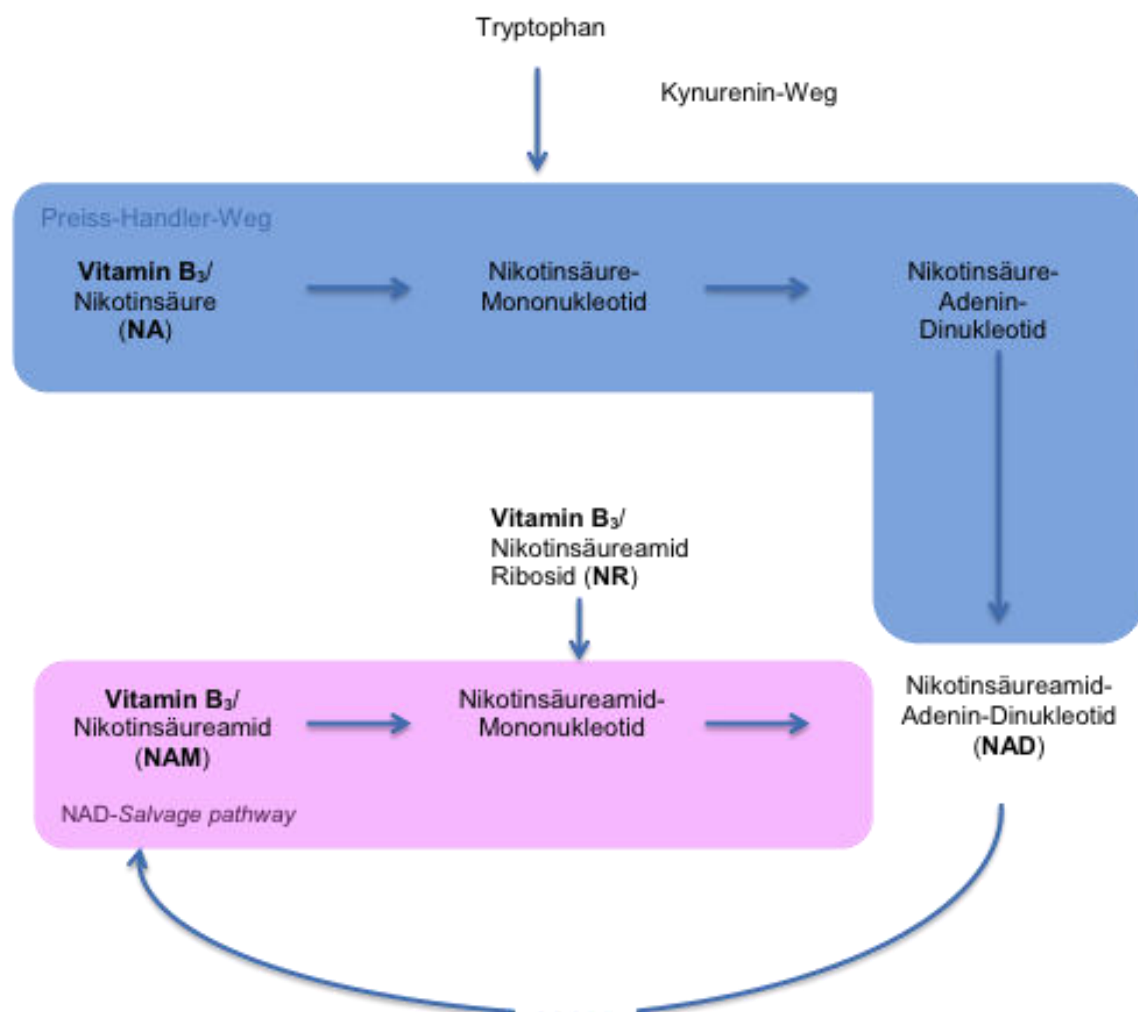 Tryptophan
Kynurenin-Weg
Preiss-Handler-Weg
Vitamin B₃/
Nikotinsäure
(NA)
Nikotinsäure-
Mononukleotid
Nikotinsäure-
Adenin-
Dinukleotid
Vitamin B₃/
Nikotinsäureamid
Ribosid (NR)
Vitamin B₃/
Nikotinsäureamid
(NAM)
Nikotinsäureamid-
Mononukleotid
Nikotinsäureamid-
Adenin-Dinukleotid
(NAD)
NAD-Salvage pathway